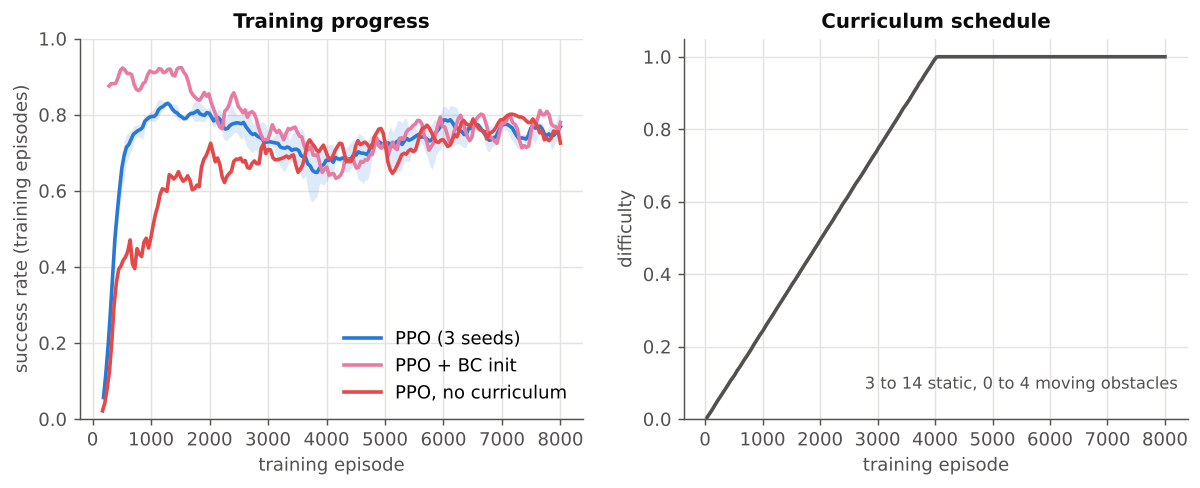 Training progress
success rate (training episodes)
1.0
0.8
0.6
0.4
0.2
0.0
PPO (3 seeds)
PPO + BC init
PPO, no curriculum
0 1000 2000 3000 4000 5000 6000 7000 8000
training episode
Curriculum schedule
difficulty
1.0
0.8
0.6
0.4
0.2
0.0
3 to 14 static, 0 to 4 moving obstacles
0 1000 2000 3000 4000 5000 6000 7000 8000
training episode